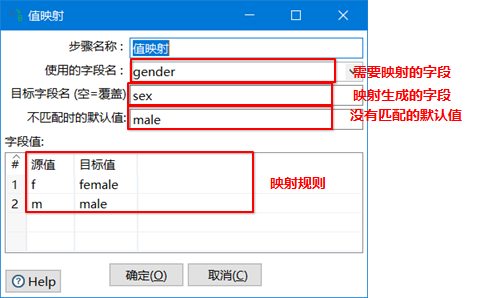 值映射
步骤名称： 值映射
使用的字段名： gender 需要映射的字段
目标字段名 (空=覆盖) sex 映射生成的字段
不匹配时的默认值: male 没有匹配的默认值
字段值:
# 源值 目标值
1 f female
2 m male
映射规则
Help 确定(O) 取消(C)